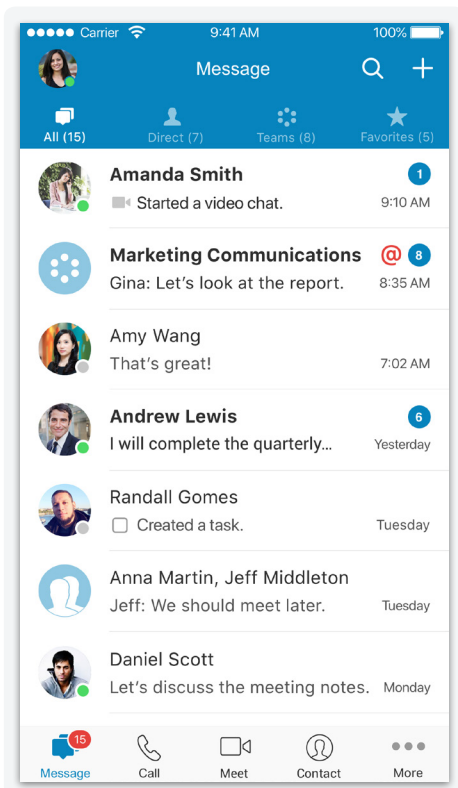 Carrier 9:41 AM 100%
Message
All (15) Direct (7) Teams (8) Favorites (5)
Amanda Smith 1
Started a video chat. 9:10 AM
Marketing Communications @ 8
Gina: Let's look at the report. 8:35 AM
Amy Wang
That's great! 7:02 AM
Andrew Lewis 6
I will complete the quarterly... Yesterday
Randall Gomes
Created a task. Tuesday
Anna Martin, Jeff Middleton
Jeff: We should meet later. Tuesday
Daniel Scott
Let's discuss the meeting notes. Monday
15
Message Call Meet Contact More